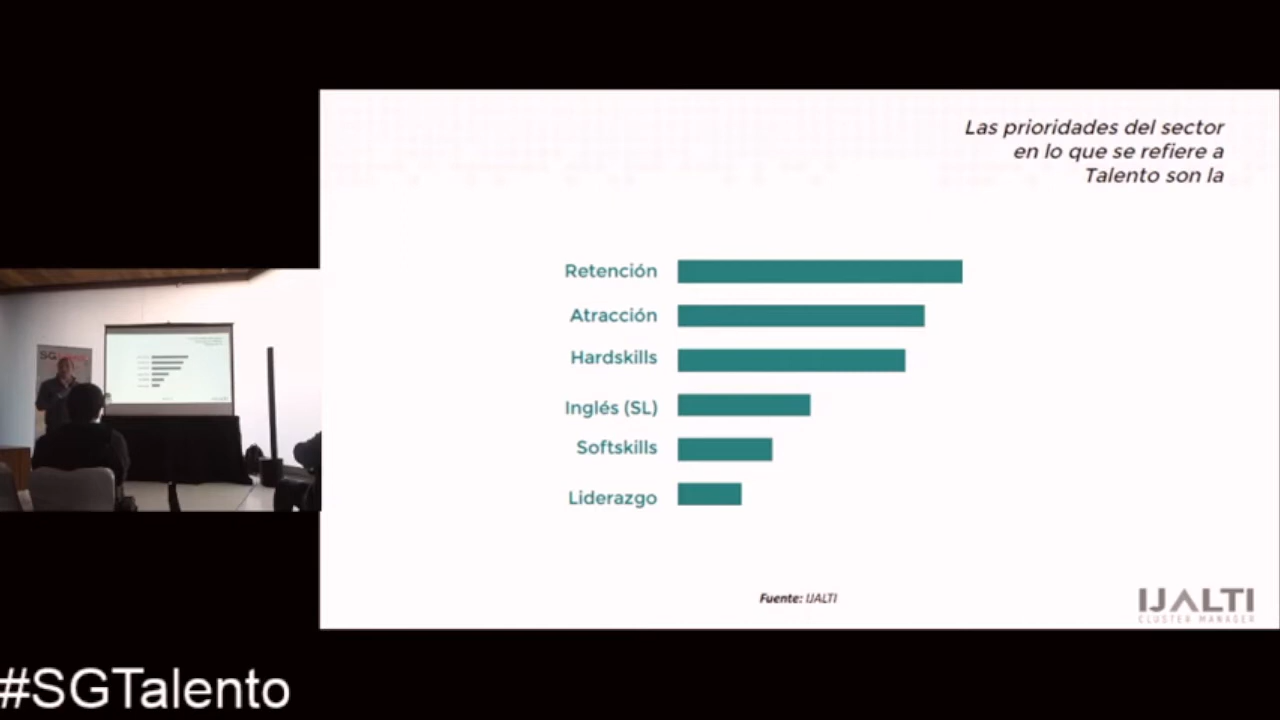 Las prioridades del sector
en lo que se refiere a
Talento son la
Retención
Atracción
Hardskills
Inglés (SL)
Softskills
Liderazgo
Fuente: IJALTI
IJALTI
CLUSTER MANAGER
SG
#SGTalento